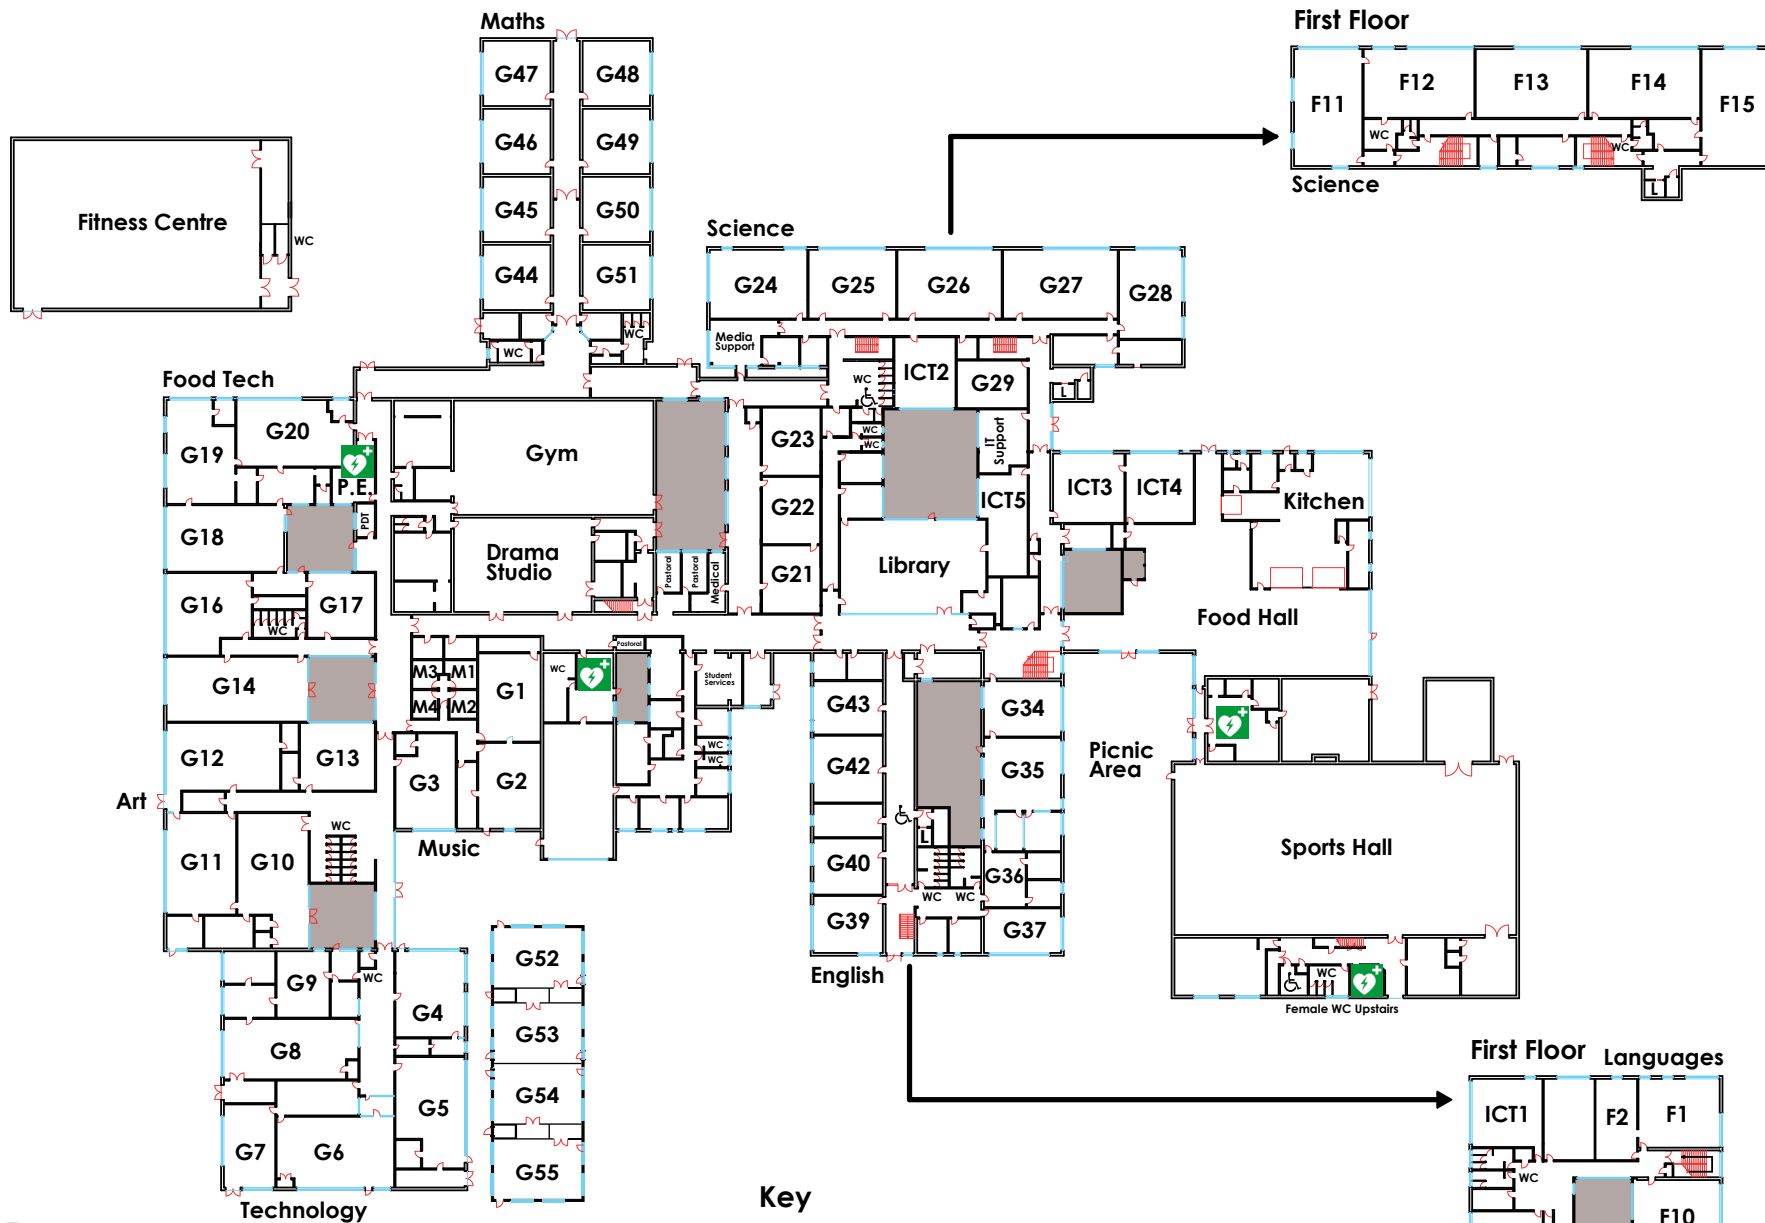 Maths
First Floor
G47
G48
F11
F12
F13
F14
F15
G46
G49
WC
WC
Science
L
Fitness Centre
WC
G45
G50
Science
G44
G51
G24
G25
G26
G27
G28
WC
WC
Media
Support
Food Tech
WC
ICT2
G29
L
G19
G20
P.E.
Gym
G23
WC
WC
IT
Support
ICT3
ICT4
Kitchen
G18
PDT
G22
ICT5
Drama
Studio
Pastoral
Pastoral
Medical
G21
Library
G16
G17
WC
Food Hall
Pastoral
M3
M1
M4
M2
G1
WC
Student
Services
G14
G43
G34
G12
G13
G3
G2
WC
WC
G42
G35
Picnic
Area
Art
WC
Music
L
G11
G10
G40
G36
Sports Hall
WC
WC
G39
G37
English
G52
G9
WC
G4
WC
Female WC Upstairs
G53
G8
First Floor
Languages
G54
G5
ICT1
F2
F1
G7
G6
G55
WC
Technology
Key
F10